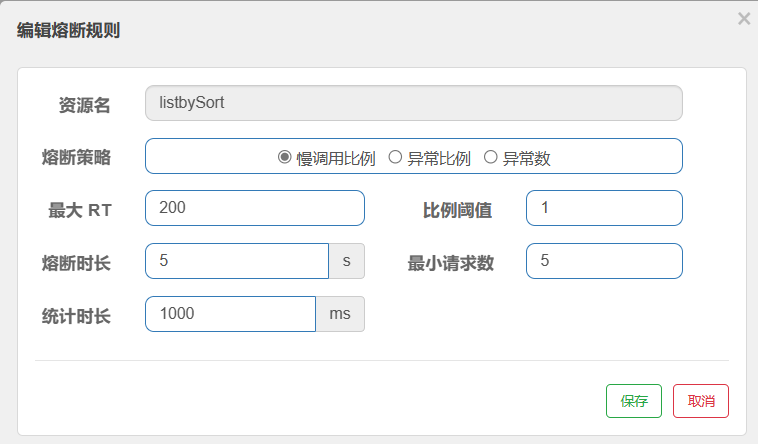 编辑熔断规则 ×
资源名 listbySort
熔断策略 慢调用比例 异常比例 异常数
最大 RT 200 比例阈值 1
熔断时长 5 s 最小请求数 5
统计时长 1000 ms
保存 取消